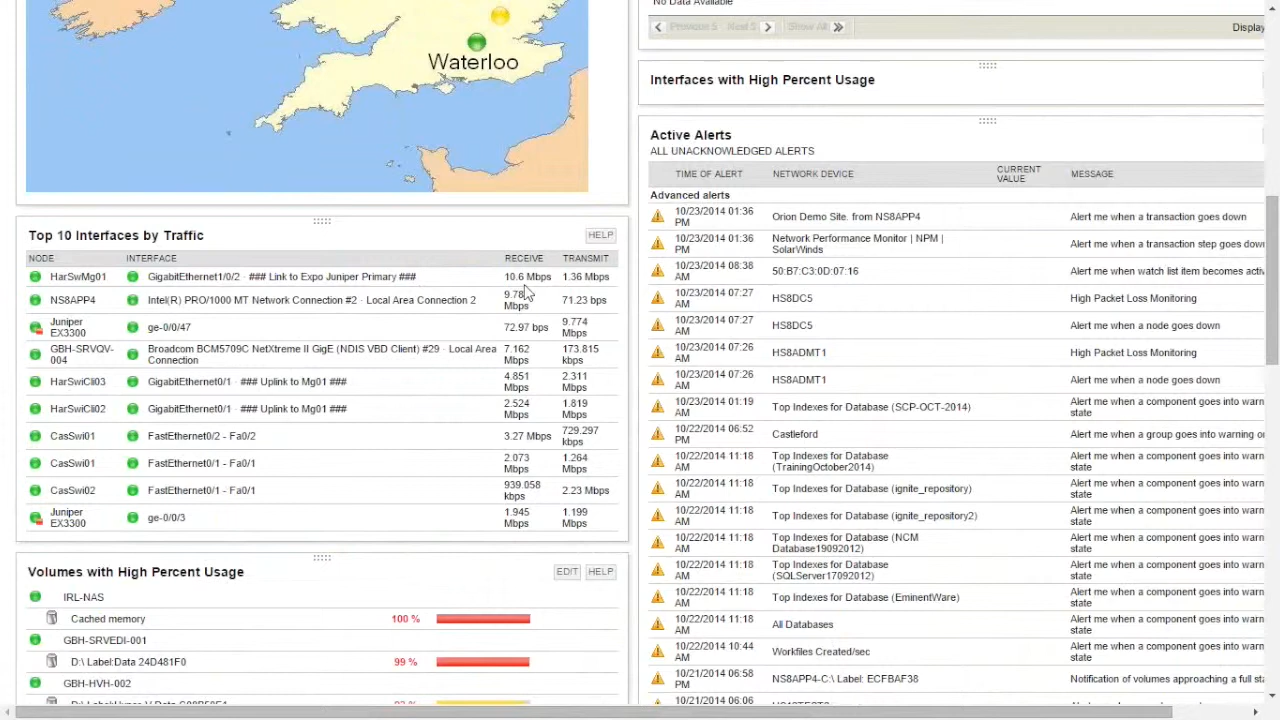 No Data Available
Previous 5 Next 5 Show All
Display
Waterloo
Interfaces with High Percent Usage
Active Alerts
ALL UNACKNOWLEDGED ALERTS
TIME OF ALERT NETWORK DEVICE CURRENT VALUE MESSAGE
Advanced alerts
10/23/2014 01:36 PM Orion Demo Site. from NS8APP4 Alert me when a transaction goes down
10/23/2014 01:36 PM Network Performance Monitor | NPM | SolarWinds Alert me when a transaction step goes down
10/23/2014 08:38 AM 50:B7:C3:0D:07:16 Alert me when watch list item becomes activ
10/23/2014 07:27 AM HS8DC5 High Packet Loss Monitoring
10/23/2014 07:27 AM HS8DC5 Alert me when a node goes down
10/23/2014 07:26 AM HS8ADMT1 High Packet Loss Monitoring
10/23/2014 07:26 AM HS8ADMT1 Alert me when a node goes down
10/23/2014 01:19 AM Top Indexes for Database (SCP-OCT-2014) Alert me when a component goes into warn state
10/22/2014 06:52 PM Castleford Alert me when a group goes into warning or
10/22/2014 11:18 AM Top Indexes for Database (TrainingOctober2014) Alert me when a component goes into warn state
10/22/2014 11:18 AM Top Indexes for Database (ignite_repository) Alert me when a component goes into warn state
10/22/2014 11:18 AM Top Indexes for Database (ignite_repository2) Alert me when a component goes into warn state
10/22/2014 11:18 AM Top Indexes for Database (NCM Database19092012) Alert me when a component goes into warn state
10/22/2014 11:18 AM Top Indexes for Database (SQLServer17092012) Alert me when a component goes into warn state
10/22/2014 11:18 AM Top Indexes for Database (EminentWare) Alert me when a component goes into warn state
10/22/2014 11:18 AM All Databases Alert me when a component goes into warn state
10/22/2014 10:44 AM Workfiles Created/sec Alert me when a component goes into warn state
10/21/2014 06:58 PM NS8APP4-C:\ Label: ECFBAF38 Notification of volumes approaching a full sta
10/21/2014 06:06
Top 10 Interfaces by Traffic HELP
NODE INTERFACE RECEIVE TRANSMIT
HarSwMg01 GigabitEthernet1/0/2 · ### Link to Expo Juniper Primary ### 10.6 Mbps 1.36 Mbps
NS8APP4 Intel(R) PRO/1000 MT Network Connection #2 · Local Area Connection 2 Mbps 71.23 bps
Juniper EX3300 ge-0/0/47 72.97 bps 9.774 Mbps
GBH-SRVQV-004 Broadcom BCM5709C NetXtreme II GigE (NDIS VBD Client) #29 · Local Area Connection 7.162 Mbps 173.815 kbps
HarSwiCli03 GigabitEthernet0/1 · ### Uplink to Mg01 ### 4.851 Mbps 2.311 Mbps
HarSwiCli02 GigabitEthernet0/1 · ### Uplink to Mg01 ### 2.524 Mbps 1.819 Mbps
CasSwi01 FastEthernet0/2 - Fa0/2 3.27 Mbps 729.297 kbps
CasSwi01 FastEthernet0/1 - Fa0/1 2.073 Mbps 1.264 Mbps
CasSwi02 FastEthernet0/1 - Fa0/1 939.058 kbps 2.23 Mbps
Juniper EX3300 ge-0/0/3 1.945 Mbps 1.199 Mbps
Volumes with High Percent Usage EDIT HELP
IRL-NAS
Cached memory 100 %
GBH-SRVEDI-001
D:\ Label:Data 24D481F0 99 %
GBH-HVH-002